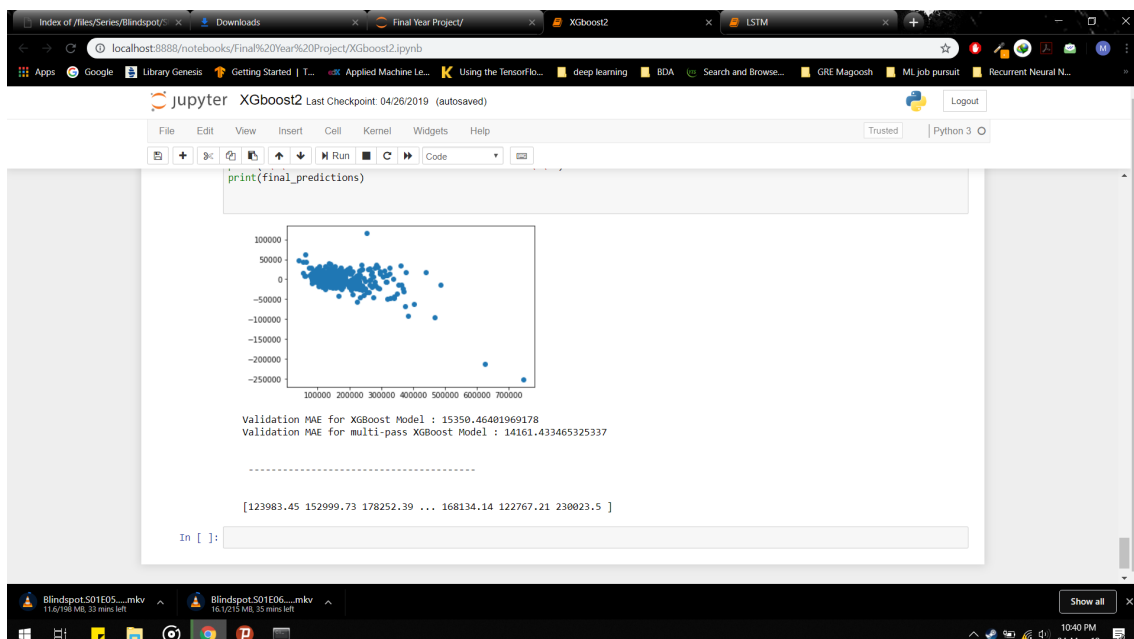 Index of /files/Series/Blindspot/S
Downloads
Final Year Project/
XGboost2
LSTM
localhost:8888/notebooks/Final%20Year%20Project/XGboost2.ipynb
M
Apps
Google
Library Genesis
Getting Started | T...
edX
Applied Machine Le...
K
Using the TensorFlo...
deep learning
BDA
Search and Browse...
GRE Magoosh
ML job pursuit
Recurrent Neural N...
»
jupyter XGboost2 Last Checkpoint: 04/26/2019 (autosaved)
Logout
File Edit View Insert Cell Kernel Widgets Help
Trusted
Python 3
Run
C
Code
print(final_predictions)
100000
50000
0
−50000
−100000
−150000
−200000
−250000
100000 200000 300000 400000 500000 600000 700000
Validation MAE for XGBoost Model : 15350.46401969178
Validation MAE for multi-pass XGBoost Model : 14161.433465325337
----------------------------------------
[123983.45 152999.73 178252.39 ... 168134.14 122767.21 230023.5 ]
In [ ]:
Blindspot.S01E05.....mkv
11.6/198 MB, 33 mins left
Blindspot.S01E06.....mkv
16.1/215 MB, 35 mins left
Show all
10:40 PM